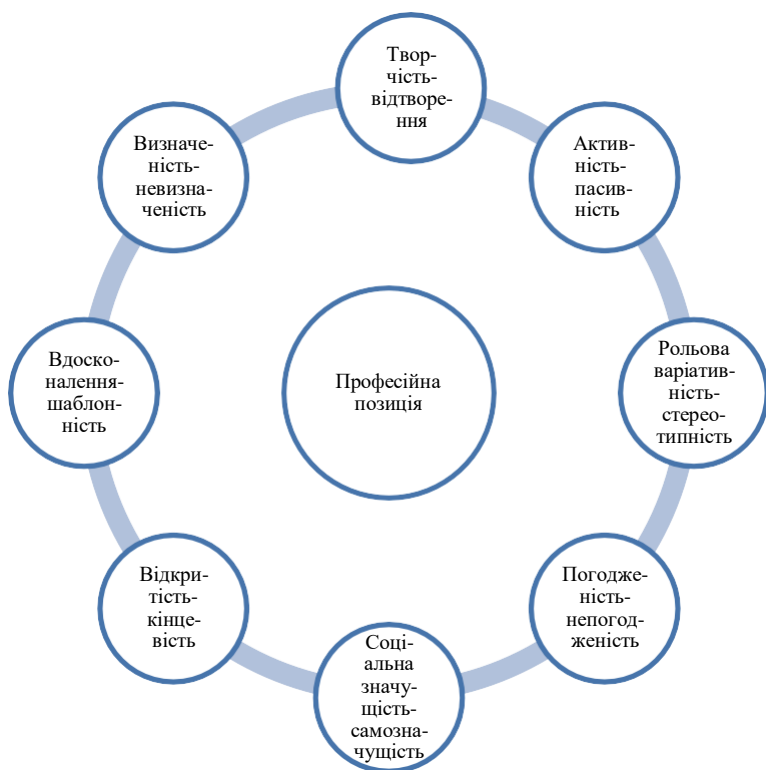 Твор-
чість-
відтворе-
ння
Актив-
ність-
пасив-
ність
Рольова
варіатив-
ність-
стерео-
типність
Погодже-
ність-
непогод-
женість
Соці-
альна
значу-
щість-
самозна-
чущість
Відкри-
тість-
кінце-
вість
Вдоско-
налення-
шаблон-
ність
Визначе-
ність-
невизна-
ченість
Професійна
позиція